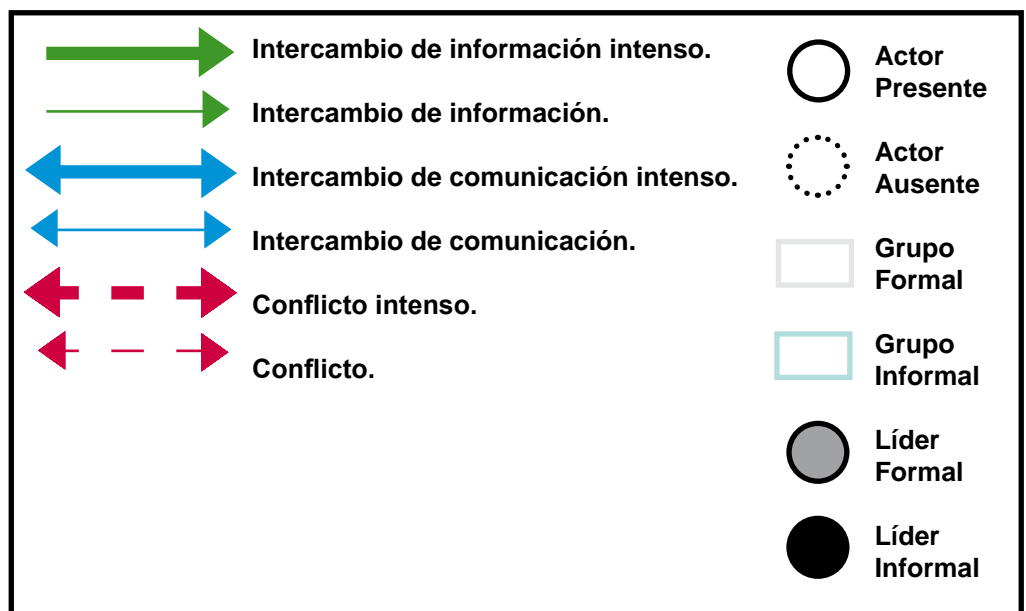 Intercambio de información intenso.
Intercambio de información.
Intercambio de comunicación intenso.
Intercambio de comunicación.
Conflicto intenso.
Conflicto.
Actor
Presente
Actor
Ausente
Grupo
Formal
Grupo
Informal
Líder
Formal
Líder
Informal